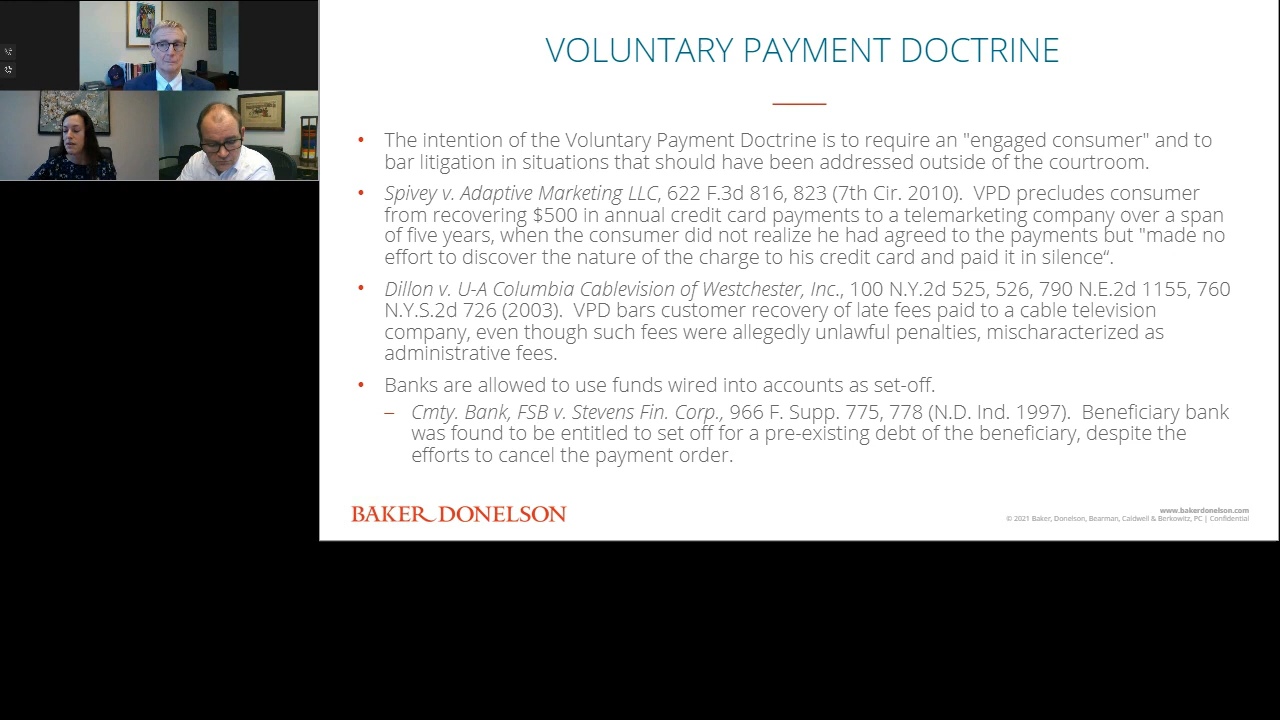 VOLUNTARY PAYMENT DOCTRINE
• The intention of the Voluntary Payment Doctrine is to require an "engaged consumer" and to
bar litigation in situations that should have been addressed outside of the courtroom.
• Spivey v. Adaptive Marketing LLC, 622 F.3d 816, 823 (7th Cir. 2010).  VPD precludes consumer
from recovering $500 in annual credit card payments to a telemarketing company over a span
of five years, when the consumer did not realize he had agreed to the payments but "made no
effort to discover the nature of the charge to his credit card and paid it in silence“.
• Dillon v. U-A Columbia Cablevision of Westchester, Inc., 100 N.Y.2d 525, 526, 790 N.E.2d 1155, 760
N.Y.S.2d 726 (2003).  VPD bars customer recovery of late fees paid to a cable television
company, even though such fees were allegedly unlawful penalties, mischaracterized as
administrative fees.
• Banks are allowed to use funds wired into accounts as set-off.
– Cmty. Bank, FSB v. Stevens Fin. Corp., 966 F. Supp. 775, 778 (N.D. Ind. 1997).  Beneficiary bank
was found to be entitled to set off for a pre-existing debt of the beneficiary, despite the
efforts to cancel the payment order.
BAKER DONELSON
www.bakerdonelson.com
© 2021 Baker, Donelson, Bearman, Caldwell & Berkowitz, PC | Confidential